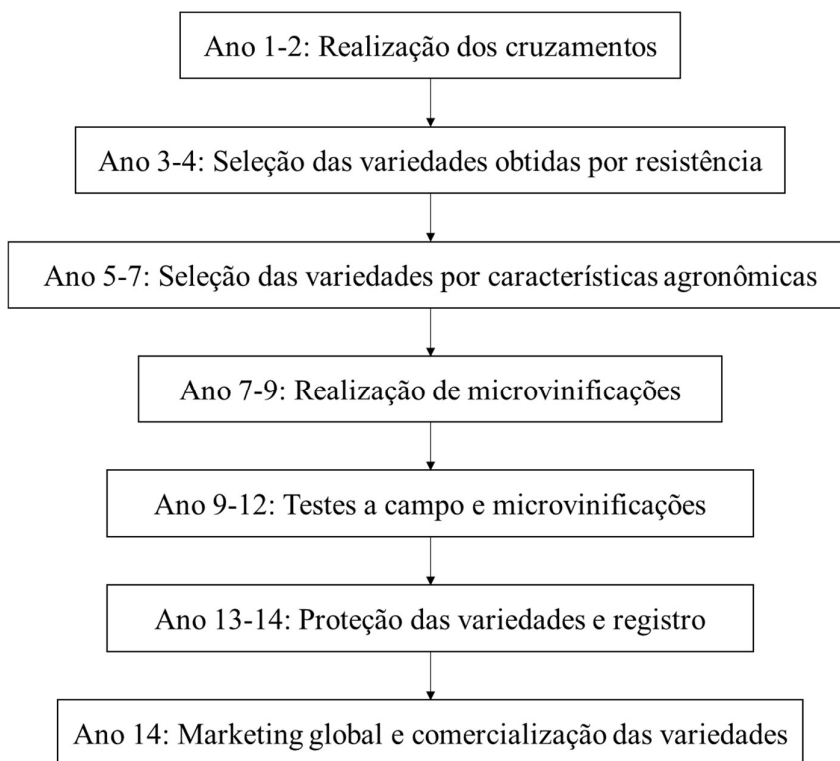 Ano 1-2: Realização dos cruzamentos
Ano 3-4: Seleção das variedades obtidas por resistência
Ano 5-7: Seleção das variedades por características agronômicas
Ano 7-9: Realização de microvinificações
Ano 9-12: Testes a campo e microvinificações
Ano 13-14: Proteção das variedades e registro
Ano 14: Marketing global e comercialização das variedades